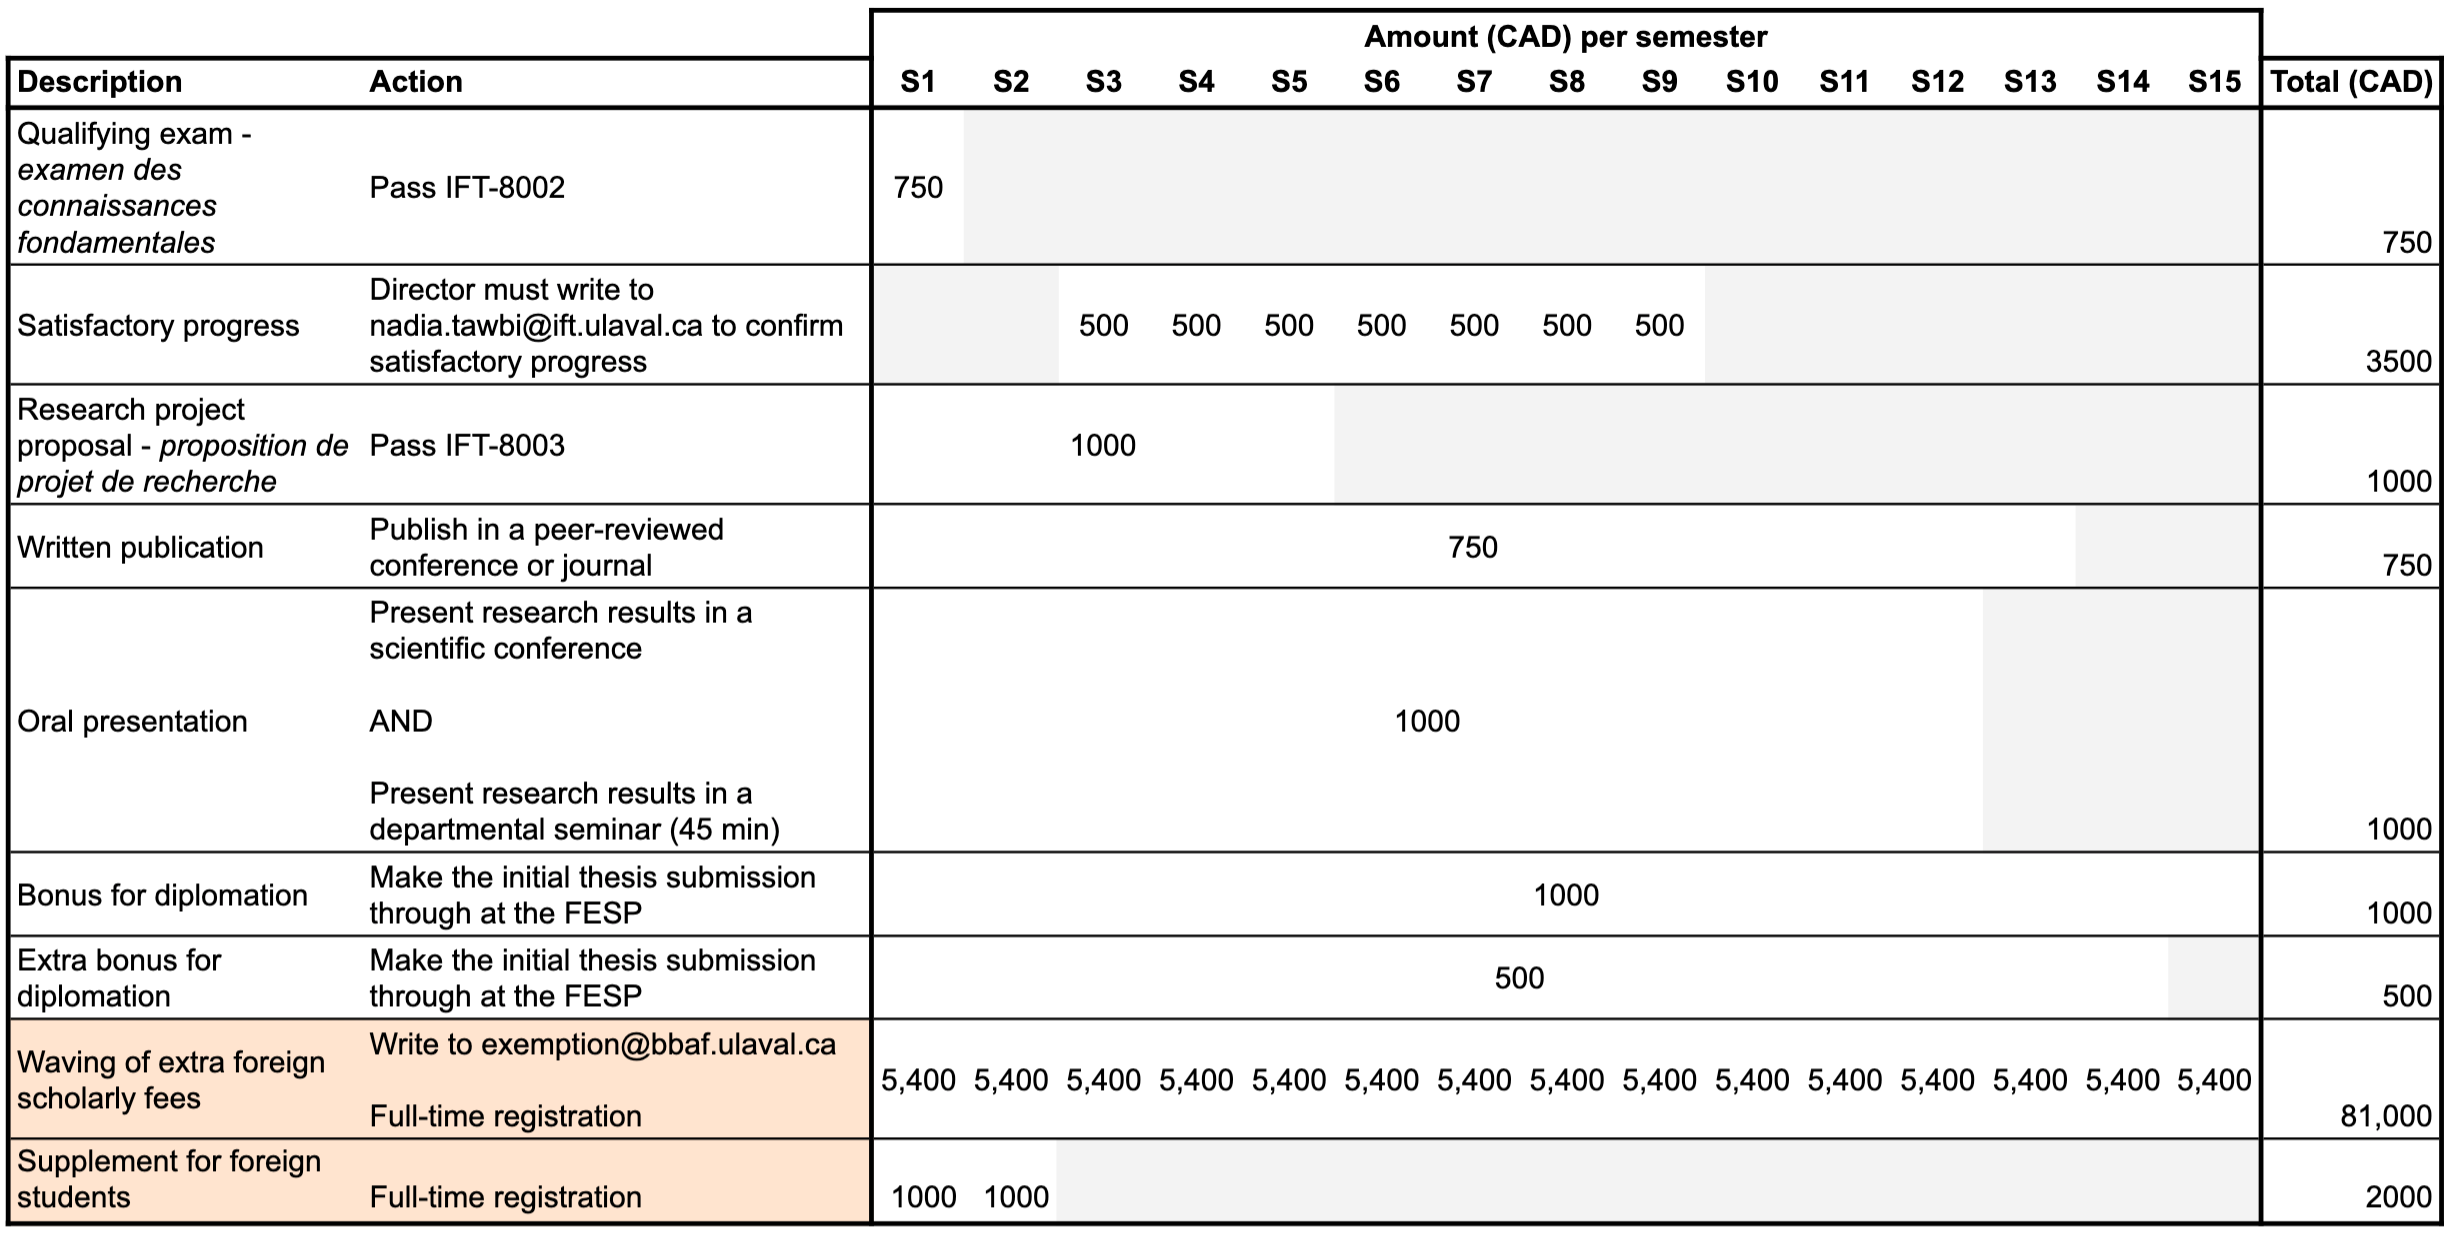 Amount (CAD) per semester
Description Action S1 S2 S3 S4 S5 S6 S7 S8 S9 S10 S11 S12 S13 S14 S15 Total (CAD)
Qualifying exam -
examen des
connaissances
fondamentales
Pass IFT-8002
750
750
Satisfactory progress
Director must write to
nadia.tawbi@ift.ulaval.ca to confirm
satisfactory progress
500 500 500 500 500 500 500
3500
Research project
proposal - proposition de
projet de recherche
Pass IFT-8003
1000
1000
Written publication
Publish in a peer-reviewed
conference or journal
750
750
Oral presentation
Present research results in a
scientific conference
AND
Present research results in a
departmental seminar (45 min)
1000
1000
Bonus for diplomation
Make the initial thesis submission
through at the FESP
1000
1000
Extra bonus for
diplomation
Make the initial thesis submission
through at the FESP
500
500
Waving of extra foreign
scholarly fees
Write to exemption@bbaf.ulaval.ca
Full-time registration
5,400 5,400 5,400 5,400 5,400 5,400 5,400 5,400 5,400 5,400 5,400 5,400 5,400 5,400 5,400
81,000
Supplement for foreign
students
Full-time registration
1000 1000
2000